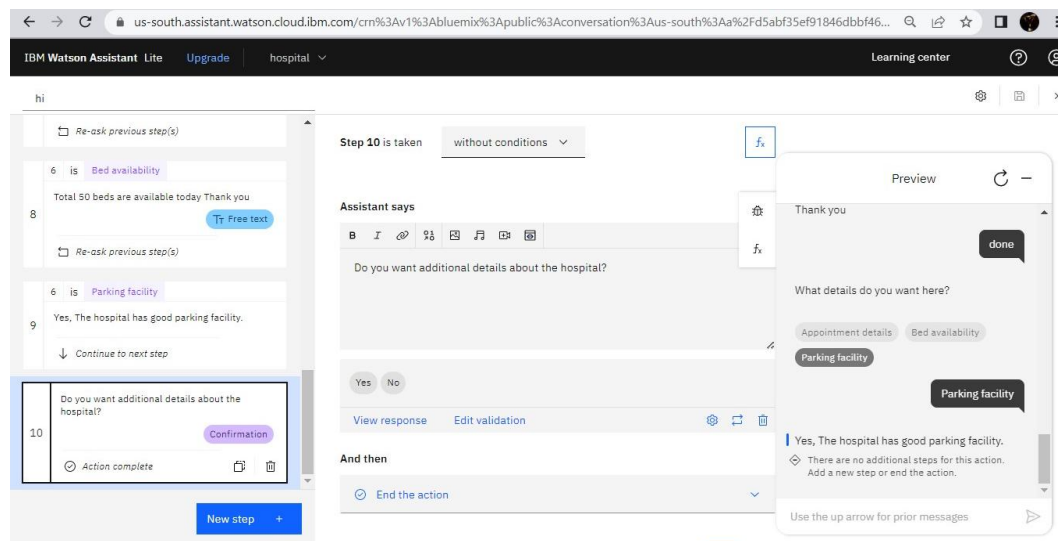 us-south.assistant.watson.cloud.ibm.com/crn%3Av1%3Abluemix%3Apublic%3Aconversation%3Aus-south%3Aa%2Fd5abf35ef91846dbbf46...
IBM Watson Assistant Lite Upgrade hospital Learning center
hi
Re-ask previous step(s)
6 is Bed availability
Total 50 beds are available today Thank you
8
Tт Free text
Re-ask previous step(s)
6 is Parking facility
Yes, The hospital has good parking facility.
9
Continue to next step
Do you want additional details about the
hospital?
10
Confirmation
Action complete
New step +
Step 10 is taken without conditions fx
Assistant says
B I
fx
Do you want additional details about the hospital?
Yes No
View response Edit validation
And then
End the action
Preview
Thank you
done
What details do you want here?
Appointment details Bed availability
Parking facility
Parking facility
Yes, The hospital has good parking facility.
There are no additional steps for this action.
Add a new step or end the action.
Use the up arrow for prior messages